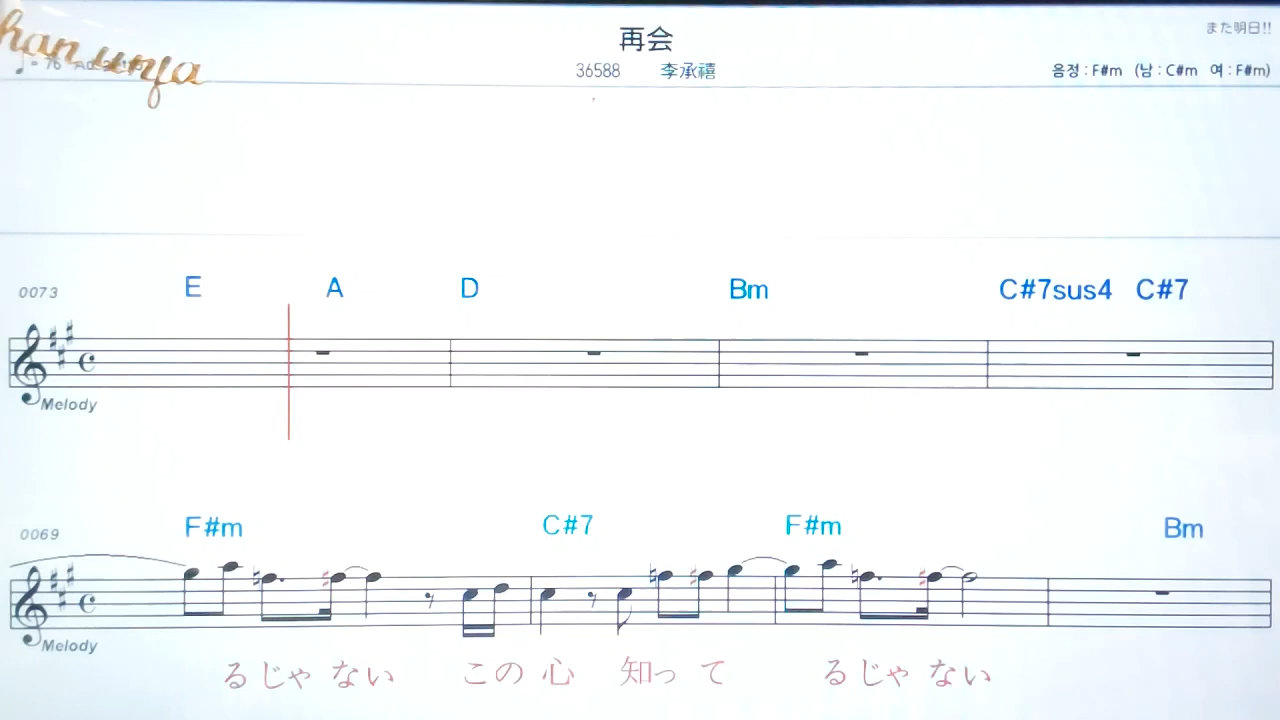 再会
また明日!!
han unya
36588 李承禧
음정 : F#m (남 : C#m 여 : F#m)
0073 E A D Bm C#7sus4 C#7
Melody
0069 F#m C#7 F#m Bm
Melody
るじゃ ない この 心 知っ て るじゃ ない